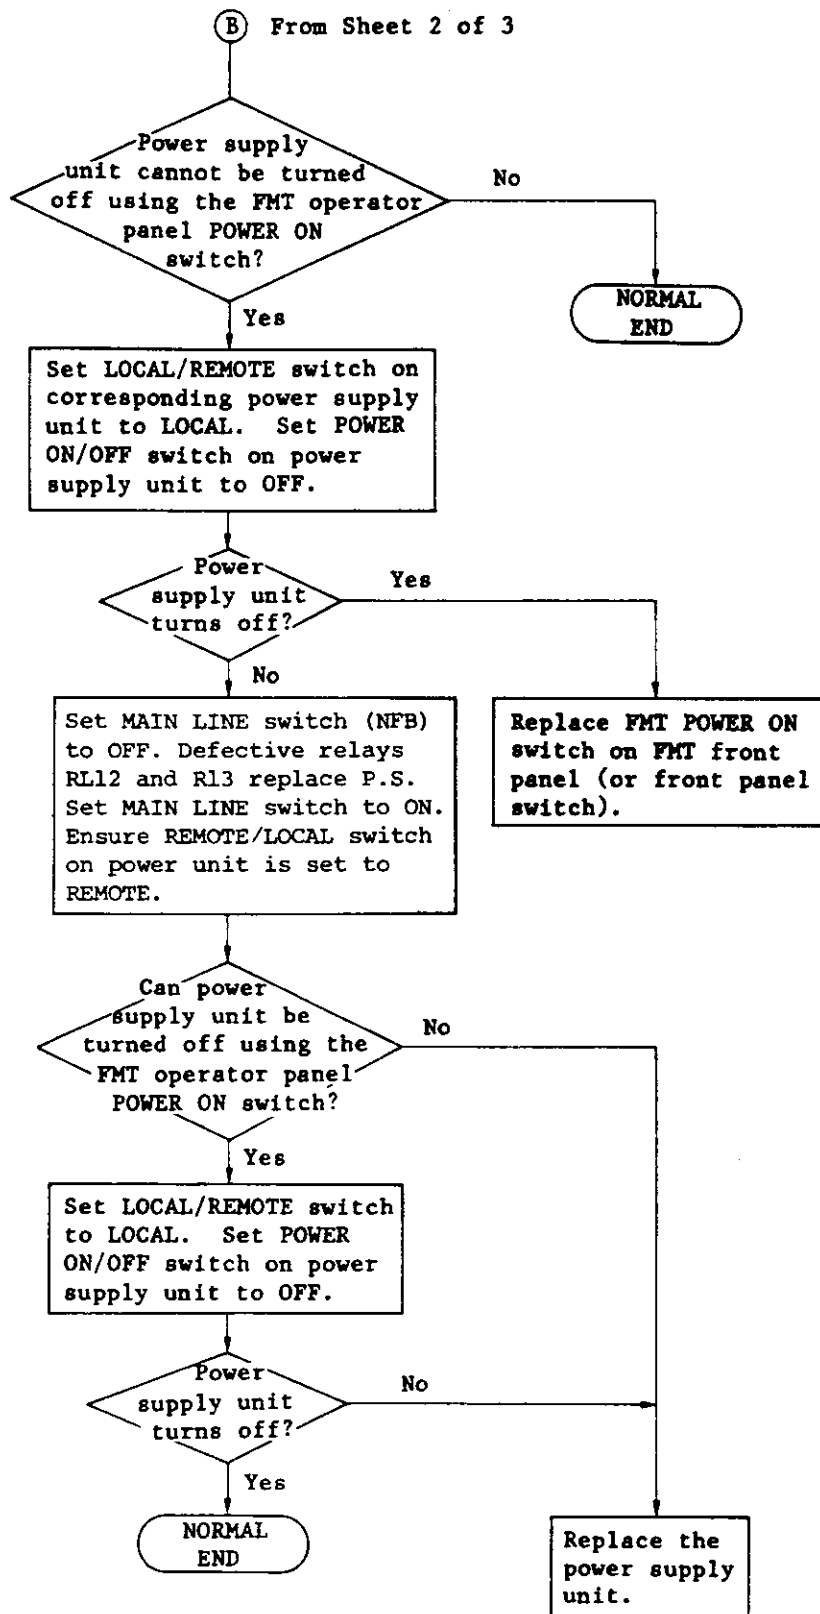 B From Sheet 2 of 3
Power supply
unit cannot be turned
off using the FMT operator
panel POWER ON
switch?
No
NORMAL
END
Yes
Set LOCAL/REMOTE switch on
corresponding power supply
unit to LOCAL. Set POWER
ON/OFF switch on power
supply unit to OFF.
Power
supply unit
turns off?
Yes
No
Set MAIN LINE switch (NFB)
to OFF. Defective relays
RL12 and R13 replace P.S.
Set MAIN LINE switch to ON.
Ensure REMOTE/LOCAL switch
on power unit is set to
REMOTE.
Replace FMT POWER ON
switch on FMT front
panel (or front panel
switch).
Can power
supply unit be
turned off using the
FMT operator panel
POWER ON switch?
No
Yes
Set LOCAL/REMOTE switch
to LOCAL. Set POWER
ON/OFF switch on power
supply unit to OFF.
Power
supply unit
turns off?
No
Yes
NORMAL
END
Replace the
power supply
unit.